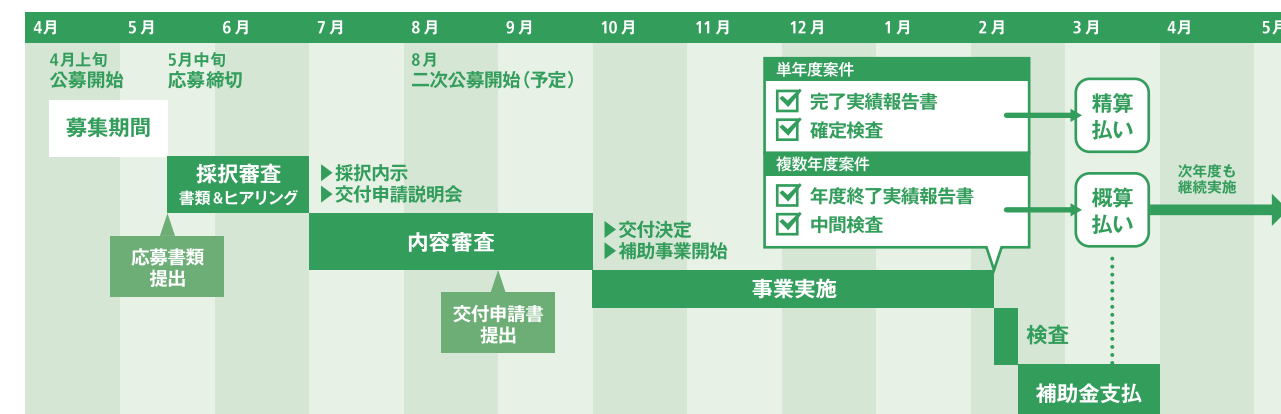 4月 5月 6月 7月 8月 9月 10月 11月 12月 1月 2月 3月 4月 5月
4月上旬
公募開始
5月中旬
応募締切
8月
二次公募開始（予定）
募集期間
採択審査
書類&ヒアリング
▶採択内示
▶交付申請説明会
応募書類
提出
内容審査
▶交付決定
▶補助事業開始
交付申請書
提出
単年度案件
完了実績報告書
確定検査
精算
払い
複数年度案件
年度終了実績報告書
中間検査
概算
払い
次年度も
継続実施
事業実施
検査
補助金支払